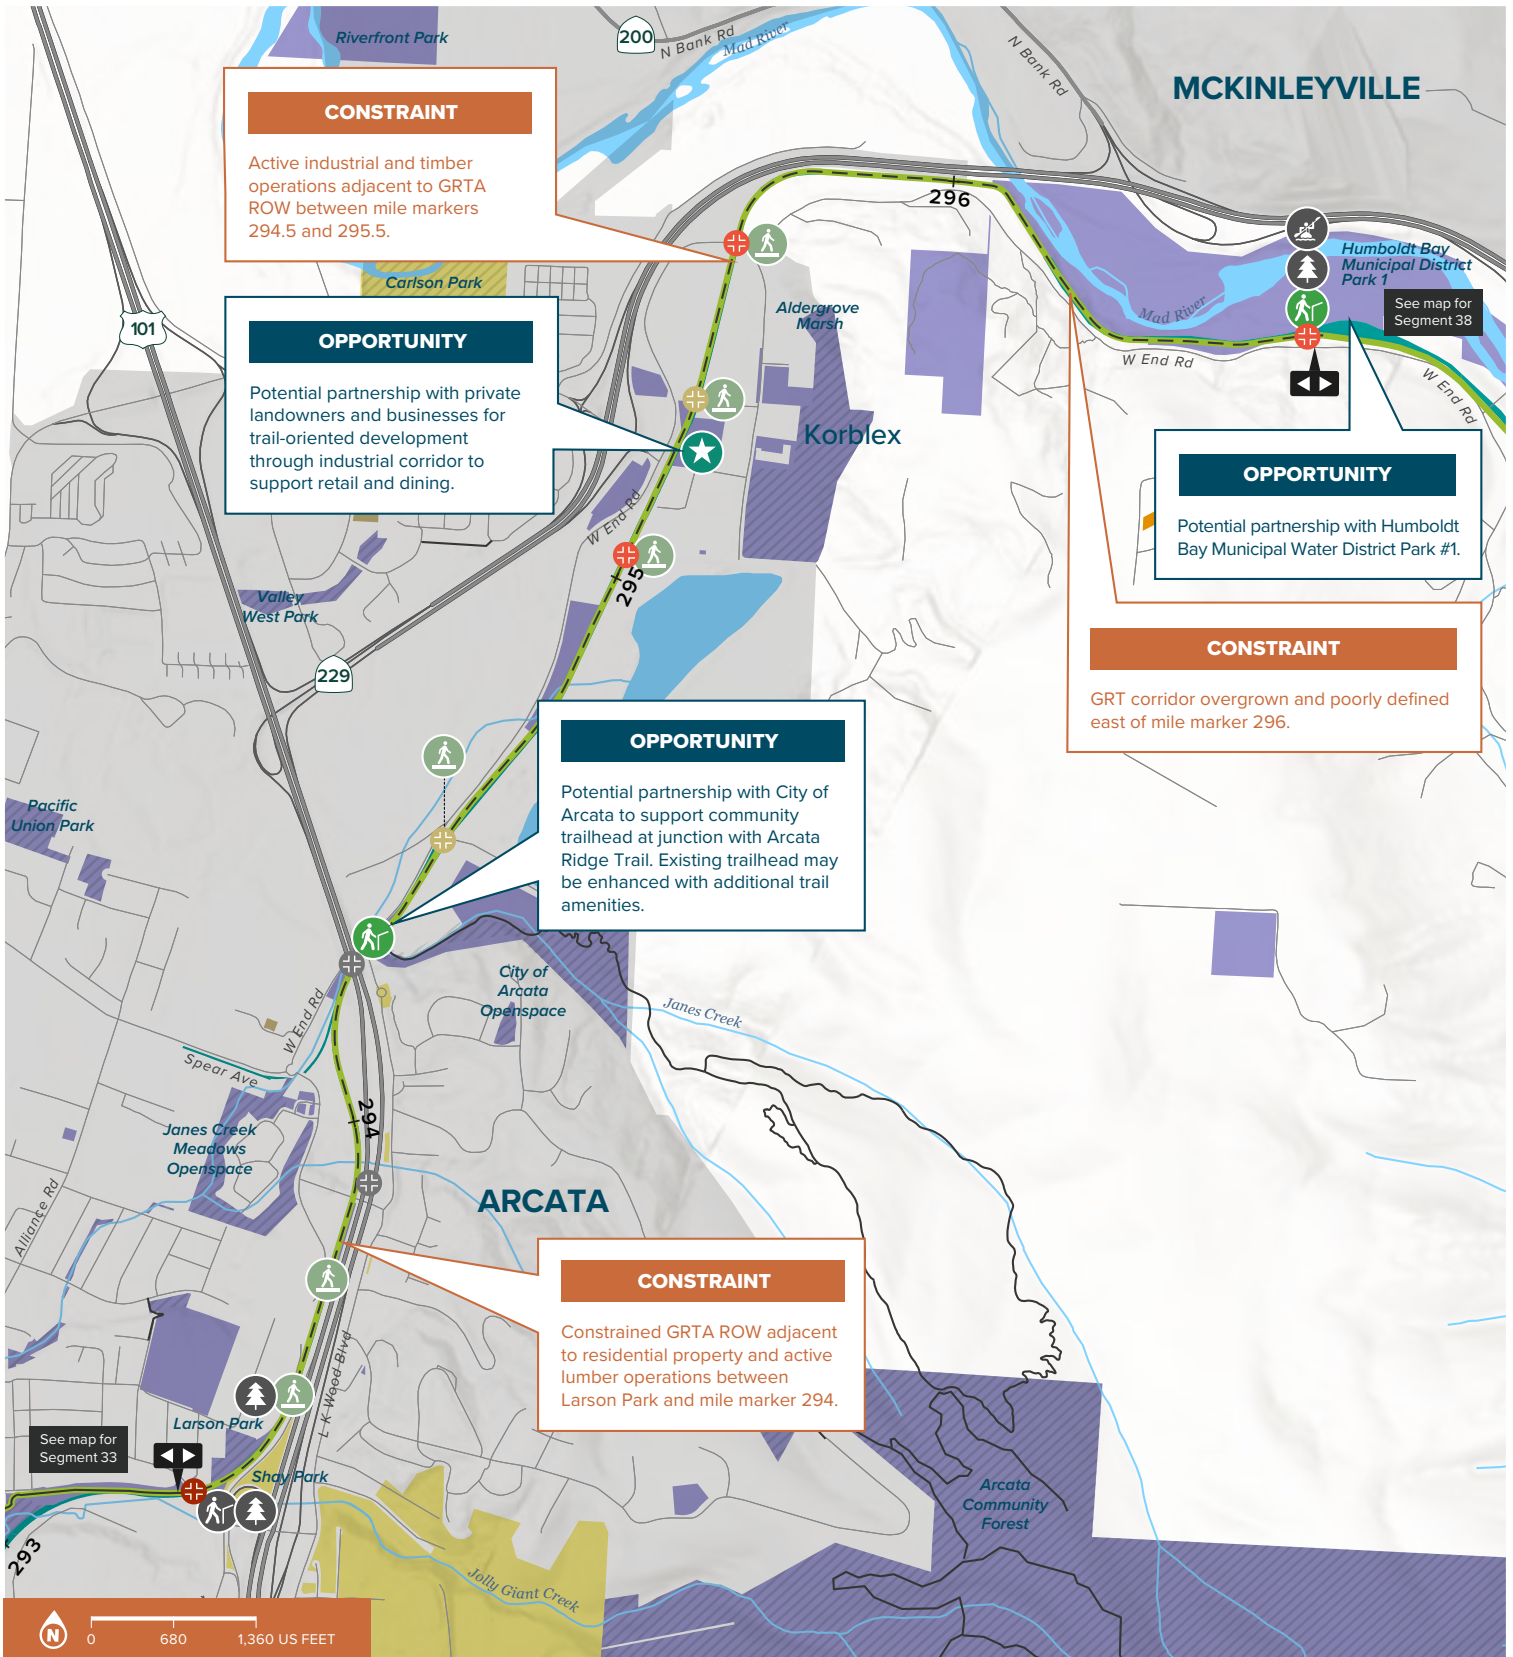 Riverfront Park
200
N Bank Rd
Mad River
N Bank Rd
MCKINLEYVILLE
CONSTRAINT
Active industrial and timber
operations adjacent to GRTA
ROW between mile markers
294.5 and 295.5.
296
Humboldt Bay
Municipal District
Park 1
See map for
Segment 38
Carlson Park
Aldergrove
Marsh
Mad River
W End Rd
W End Rd
101
OPPORTUNITY
Potential partnership with private
landowners and businesses for
trail-oriented development
through industrial corridor to
support retail and dining.
Korblex
OPPORTUNITY
Potential partnership with Humboldt
Bay Municipal Water District Park #1.
W End Rd
295
Valley
West Park
CONSTRAINT
GRT corridor overgrown and poorly defined
east of mile marker 296.
229
OPPORTUNITY
Potential partnership with City of
Arcata to support community
trailhead at junction with Arcata
Ridge Trail. Existing trailhead may
be enhanced with additional trail
amenities.
Pacific
Union Park
City of
Arcata
Openspace
Janes Creek
W End Rd
Spear Ave
294
Janes Creek
Meadows
Openspace
Alliance Rd
ARCATA
CONSTRAINT
Constrained GRTA ROW adjacent
to residential property and active
lumber operations between
Larson Park and mile marker 294.
L K Wood Blvd
Larson Park
See map for
Segment 33
Shay Park
Arcata
Community
Forest
293
Jolly Giant Creek
N
0 680 1,360 US FEET